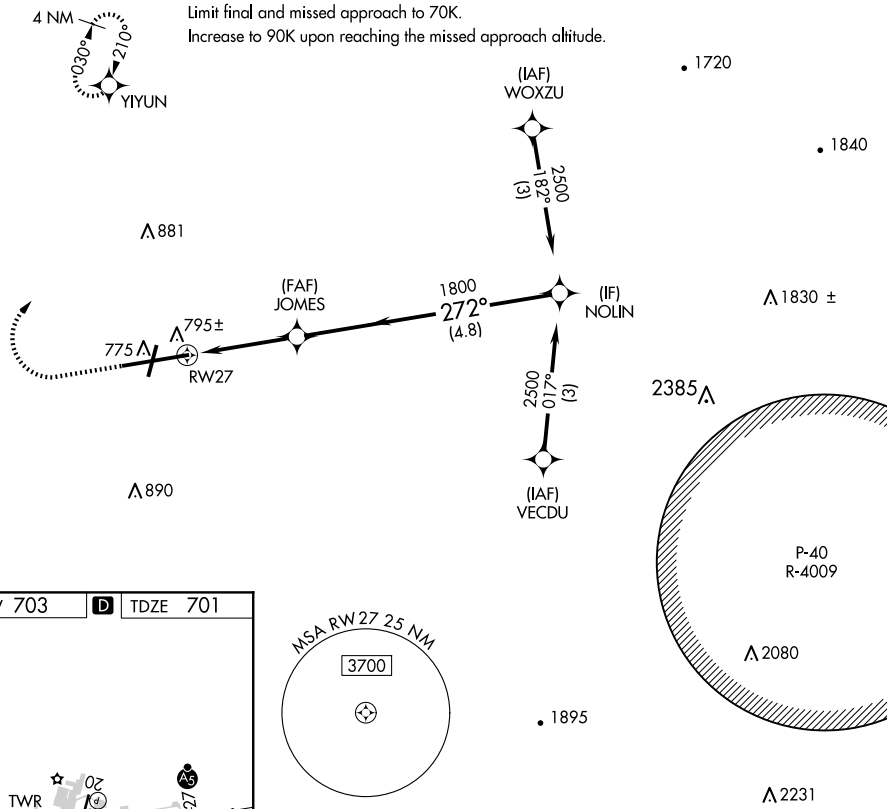 4 NM
030°
210°
YIYUN
Limit final and missed approach to 70K.
Increase to 90K upon reaching the missed approach altitude.
(IAF)
WOXZU
1720
1840
2500
182°
(3)
881
(FAF)
JOMES
1800
272°
(4.8)
(IF)
NOLIN
1830 ±
795±
775
RW27
2500
017°
(3)
2385
890
(IAF)
VECDU
P-40
R-4009
703
D
TDZE 701
MSA RW27 25 NM
3700
2080
1895
2231
TWR
20
P
A5
27